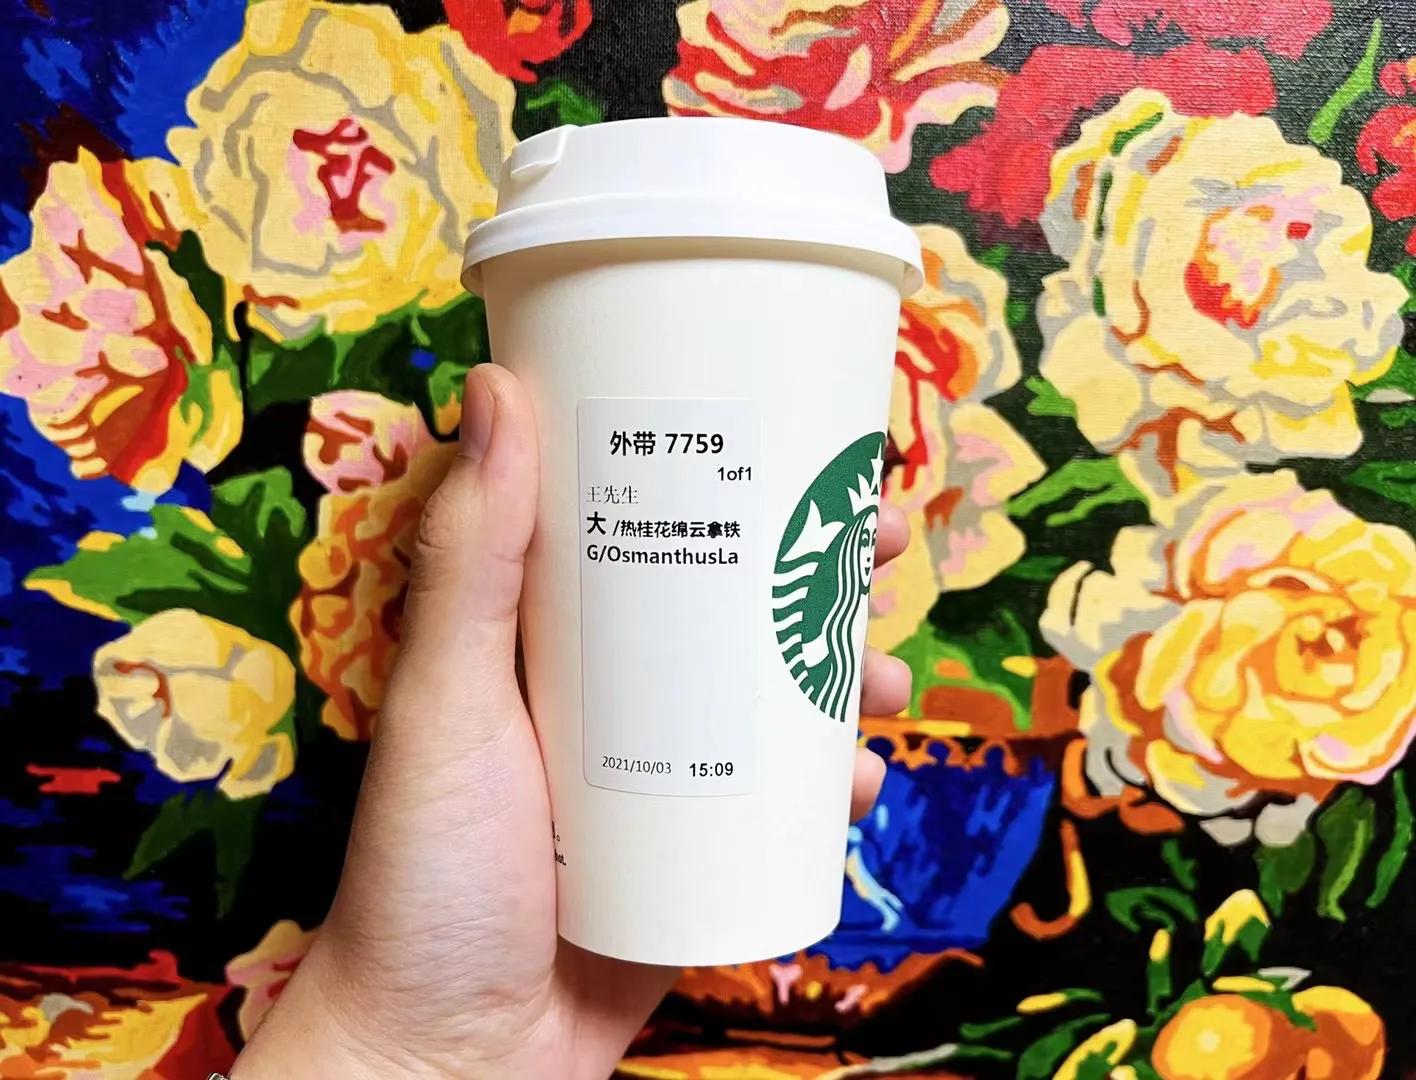 外带 7759
1of1
王先生
大 /热桂花绵云拿铁
G/OsmanthusLa
2021/10/03 15:09